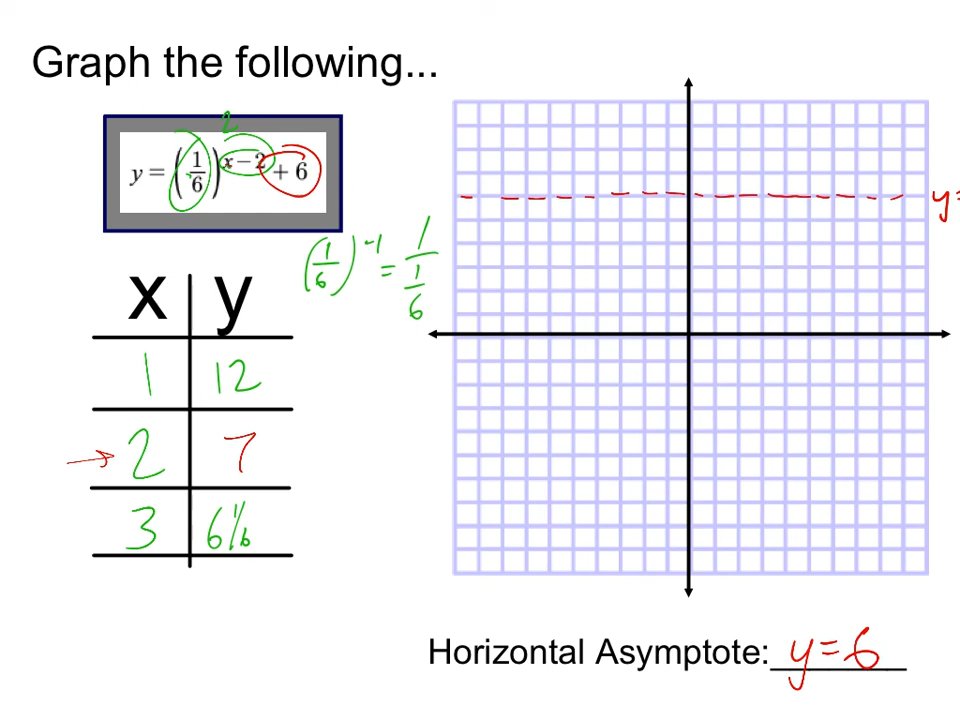 Graph the following...
2
y = (1/6)^(x−2) + 6
y=
(1/6)^-1 = 1/(1/6)
x y
1 12
2 7
3 6 1/6
Horizontal Asymptote: y=6